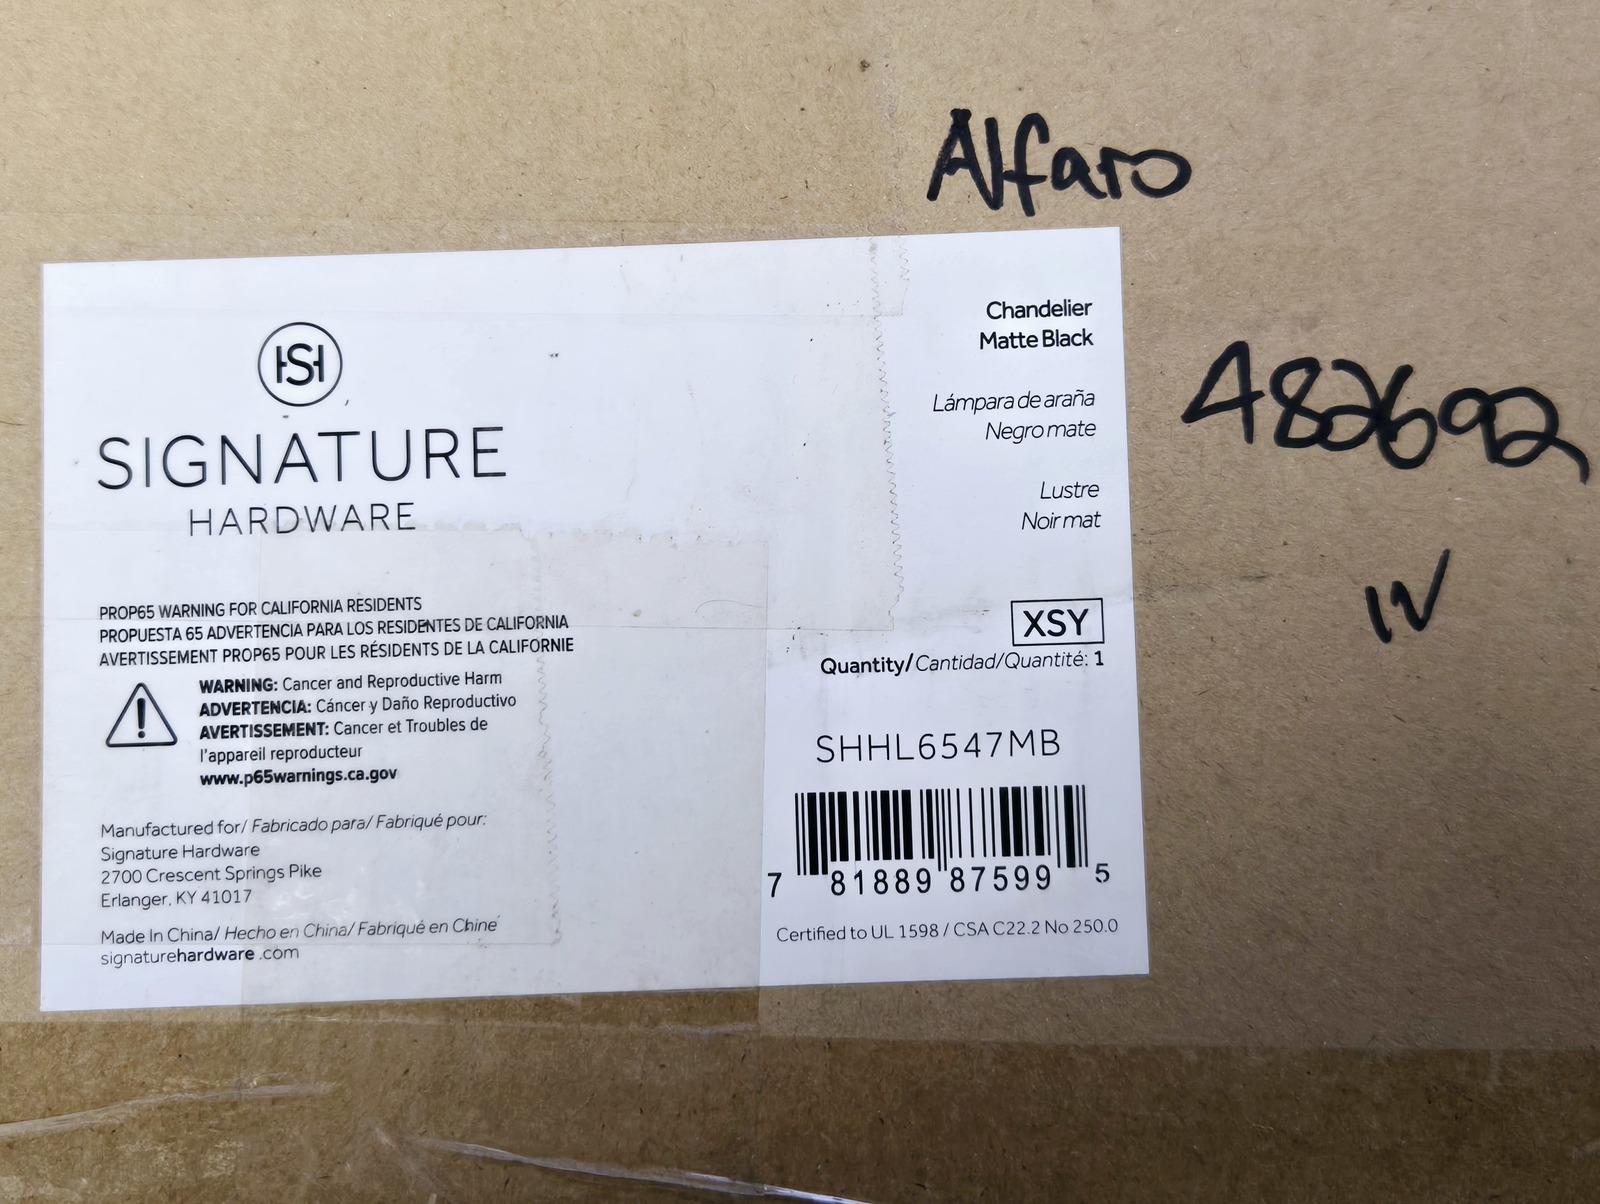 Alfaro
482692
IV
SH
SIGNATURE
HARDWARE
PROP65 WARNING FOR CALIFORNIA RESIDENTS
PROPUESTA 65 ADVERTENCIA PARA LOS RESIDENTES DE CALIFORNIA
AVERTISSEMENT PROP65 POUR LES RÉSIDENTS DE LA CALIFORNIE
WARNING: Cancer and Reproductive Harm
ADVERTENCIA: Cáncer y Daño Reproductivo
AVERTISSEMENT: Cancer et Troubles de
l'appareil reproducteur
www.p65warnings.ca.gov
Manufactured for/ Fabricado para/ Fabriqué pour:
Signature Hardware
2700 Crescent Springs Pike
Erlanger, KY 41017
Made In China/ Hecho en China/ Fabriqué en Chine
signaturehardware.com
Chandelier
Matte Black
Lámpara de araña
Negro mate
Lustre
Noir mat
XSY
Quantity/Cantidad/Quantité: 1
SHHL6547MB
7 81889 87599 5
Certified to UL 1598 / CSA C22.2 No 250.0